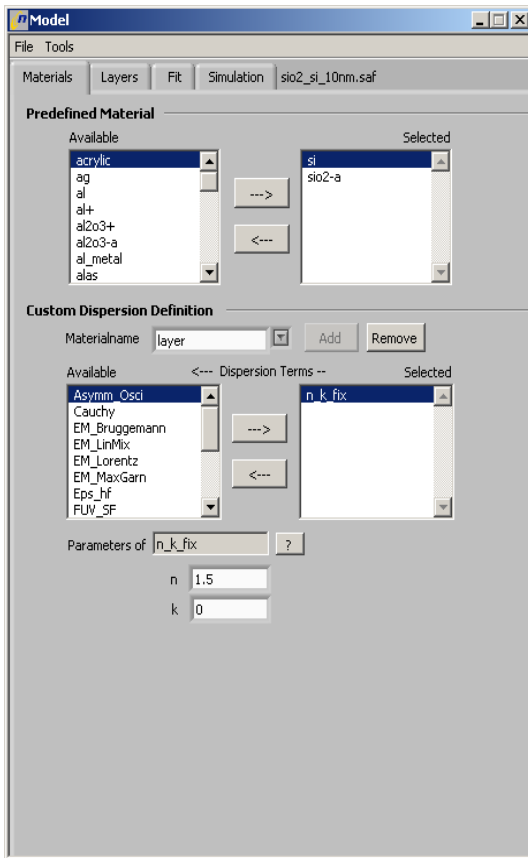 n Model
File Tools
Materials Layers Fit Simulation sio2_si_10nm.saf
Predefined Material
Available Selected
acrylic si
ag sio2-a
al --->
al+
al2o3+ <---
al2o3-a
al_metal
alas
Custom Dispersion Definition
Materialname layer Add Remove
Available <--- Dispersion Terms -- Selected
Asymm_Osci n_k_fix
Cauchy
EM_Bruggemann --->
EM_LinMix
EM_Lorentz <---
EM_MaxGarn
Eps_hf
FUV_SF
Parameters of n_k_fix ?
n 1.5
k 0